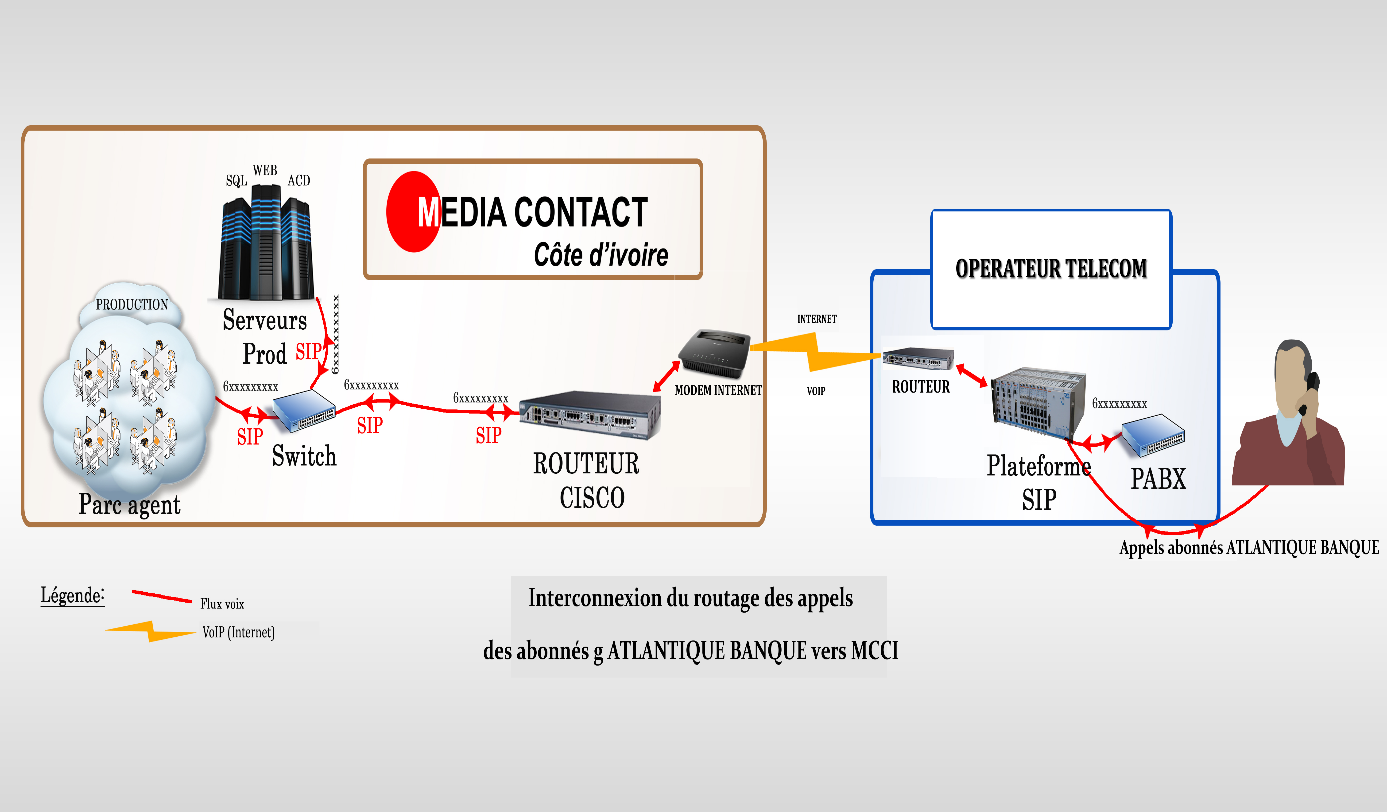 SQL WEB ACD
MEDIA CONTACT
Côte d'ivoire
OPERATEUR TELECOM
PRODUCTION
Serveurs
Prod
SIP
6xxxxxxxxx
INTERNET
VOIP
6xxxxxxxxx
6xxxxxxxxx
6xxxxxxxxx
MODEM INTERNET
ROUTEUR
6xxxxxxxxx
SIP
SIP
SIP
Switch
ROUTEUR
CISCO
Plateforme
SIP
PABX
Parc agent
Appels abonnés ATLANTIQUE BANQUE
Légende:
Flux voix
VoIP (Internet)
Interconnexion du routage des appels
des abonnés g ATLANTIQUE BANQUE vers MCCI